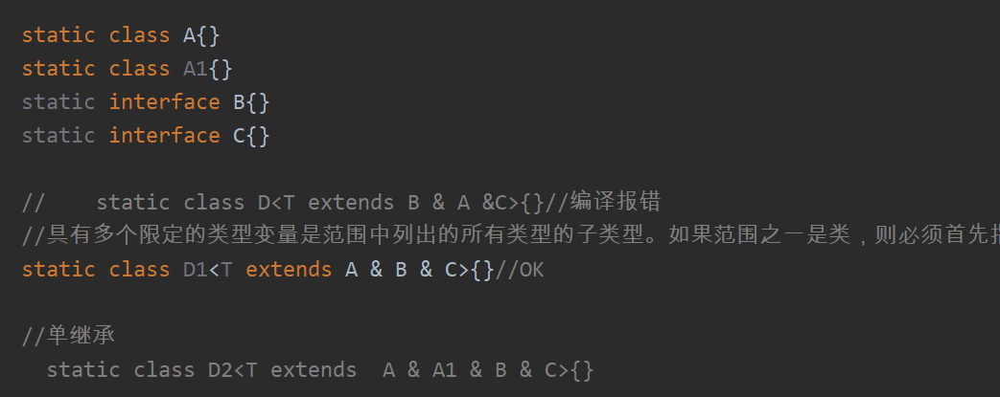 static class A{}
static class A1{}
static interface B{}
static interface C{}
//    static class D<T extends B & A &C>{}//编译报错
//具有多个限定的类型变量是范围中列出的所有类型的子类型。如果范围之一是类，则必须首先
static class D1<T extends A & B & C>{}//OK
//单继承
  static class D2<T extends  A & A1 & B & C>{}